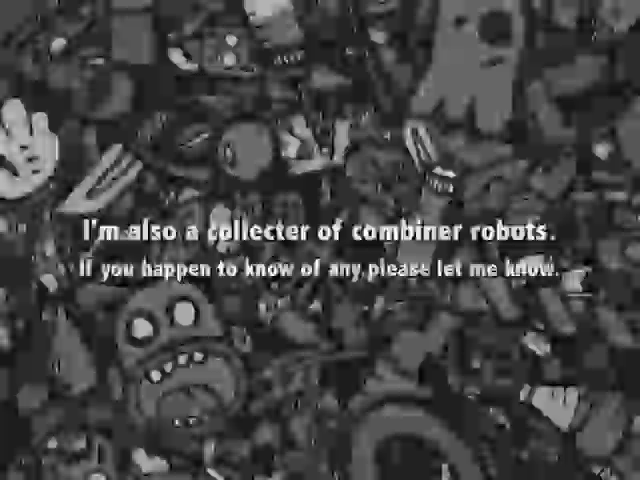 I'm also a collecter of combiner robots.
If you happen to know of any please let me know.